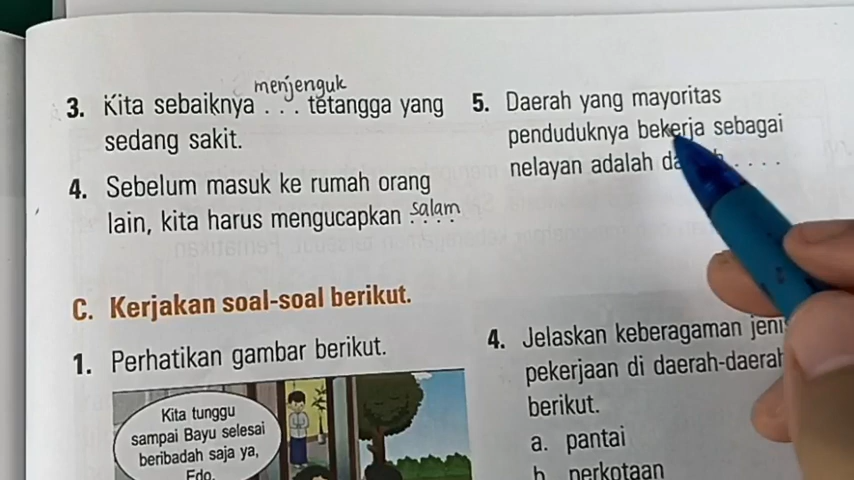 menjenguk
3. Kita sebaiknya . . . tetangga yang
sedang sakit.
4. Sebelum masuk ke rumah orang
lain, kita harus mengucapkan salam
. . . .
5. Daerah yang mayoritas
penduduknya bekerja sebagai
nelayan adalah . . . .
C. Kerjakan soal-soal berikut.
1. Perhatikan gambar berikut.
Kita tunggu
sampai Bayu selesai
beribadah saja ya,
Edo.
4. Jelaskan keberagaman
pekerjaan di
berikut.
a. pantai
b. perkotaan